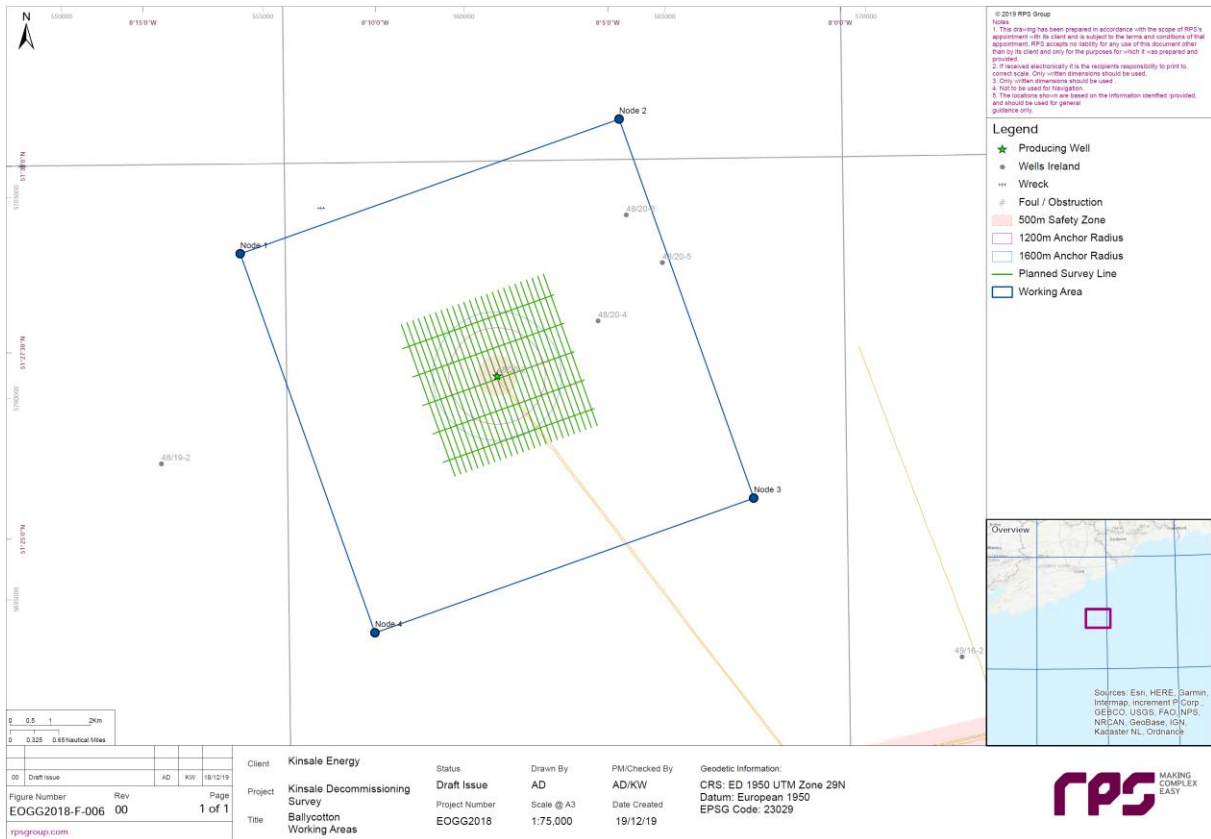 550000
8°15'0"W
555000
8°10'0"W
560000
8°5'0"W
565000
8°0'0"W
570000
N
Node 2
Node 1
48/20-5
48/20-4
Node 3
48/19-2
Node 4
49/16-2
5700000
51°27'30"N
51°25'0"N
0 0.5 1 2Km
0 0.325 0.65 Nautical Miles
© 2019 RPS Group
Notes
1. This drawing has been prepared in accordance with the scope of RPS's
appointment with its client and is subject to the terms and conditions of that
appointment. RPS accepts no liability for any use of this document other
than by its client and only for the purposes for which it was prepared and
provided.
2. If received electronically it is the recipients responsibility to print to
correct scale. Only written dimensions should be used.
3. Only written dimensions should be used .
4. Not to be used for Navigation.
5. The locations shown are based on the information identified /provided,
and should be used for general
guidance only.
Legend
Producing Well
Wells Ireland
Wreck
Foul / Obstruction
500m Safety Zone
1200m Anchor Radius
1600m Anchor Radius
Planned Survey Line
Working Area
Overview
Sources: Esri, HERE, Garmin,
Intermap, increment P Corp.,
GEBCO, USGS, FAO, NPS,
NRCAN, GeoBase, IGN,
Kadaster NL, Ordnance
00 Draft Issue AD KW 18/12/19
Figure Number Rev Page
EOGG2018-F-006 00 1 of 1
rpsgroup.com
Client Kinsale Energy
Project Kinsale Decommissioning
Survey
Title Ballycotton
Working Areas
Status Drawn By PM/Checked By
Draft Issue AD AD/KW
Project Number Scale @ A3 Date Created
EOGG2018 1:75,000 19/12/19
Geodetic Information:
CRS: ED 1950 UTM Zone 29N
Datum: European 1950
EPSG Code: 23029
rps
MAKING
COMPLEX
EASY